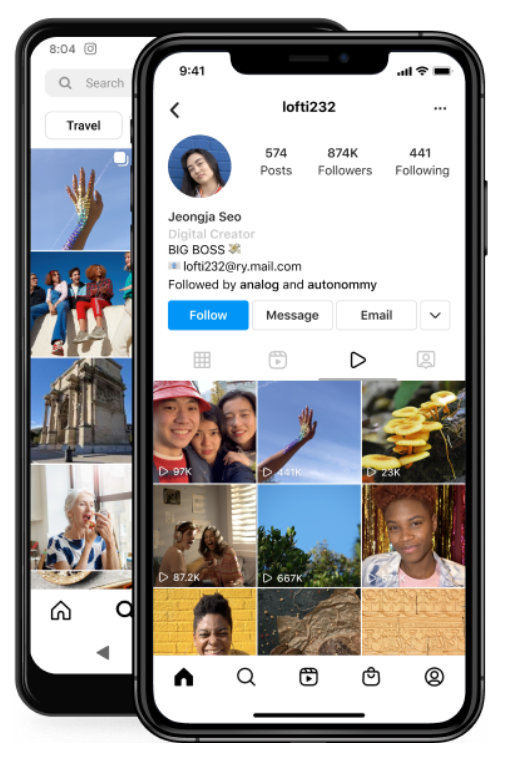 8:04
Search
Travel
9:41
lofti232
574 874K 441
Posts Followers Following
Jeongja Seo
Digital Creator
BIG BOSS
lofti232@ry.mail.com
Followed by analog and autonommy
Follow Message Email
97K 441K 23K
87.2K 667K